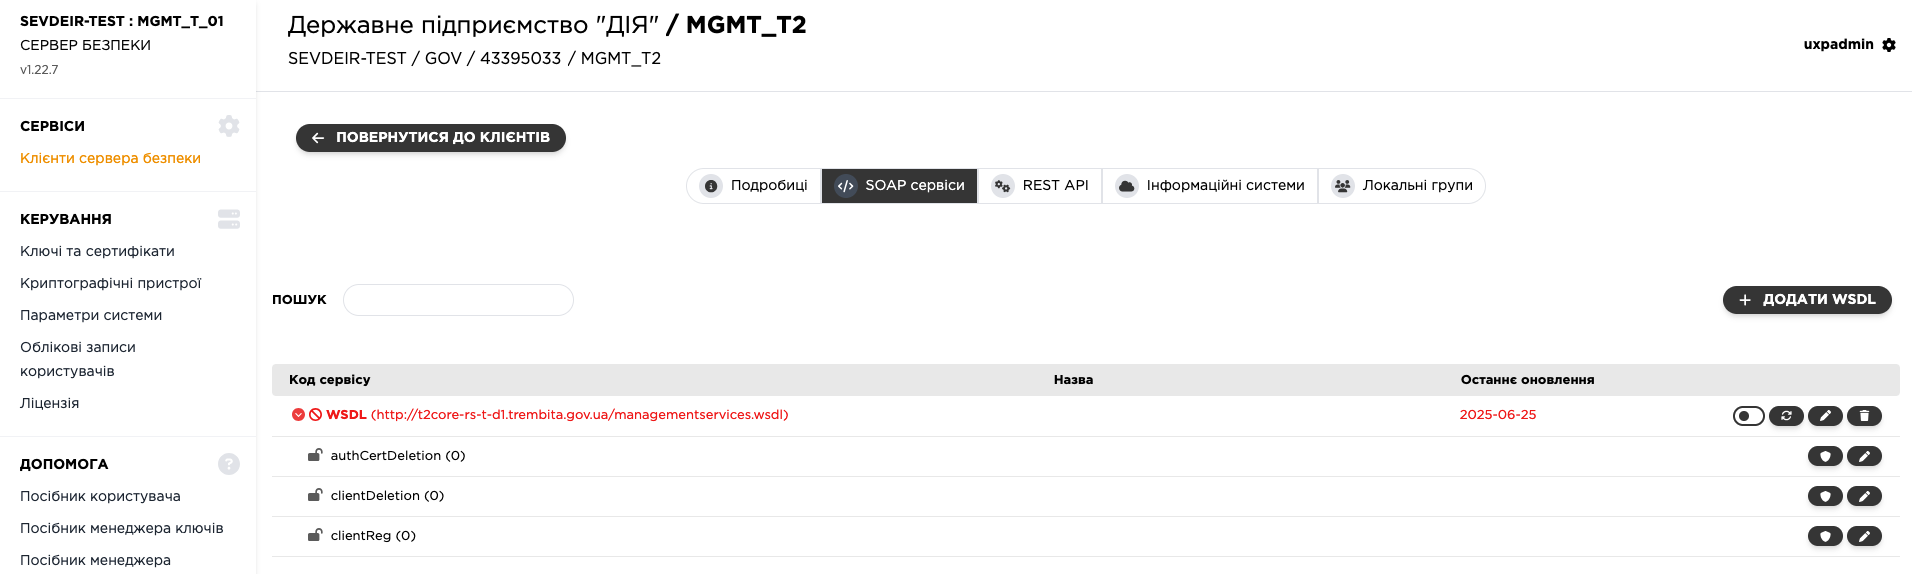 SEVDEIR-TEST : MGMT_T_01
СЕРВЕР БЕЗПЕКИ
v1.22.7
СЕРВІСИ
Клієнти сервера безпеки
КЕРУВАННЯ
Ключі та сертифікати
Криптографічні пристрої
Параметри системи
Облікові записи
користувачів
Ліцензія
ДОПОМОГА
?
Посібник користувача
Посібник менеджера ключів
Посібник менеджера
Державне підприємство "ДІЯ" / MGMT_T2
SEVDEIR-TEST / GOV / 43395033 / MGMT_T2
uxpadmin
ПОВЕРНУТИСЯ ДО КЛІЄНТІВ
Подробиці
SOAP сервіси
REST API
Інформаційні системи
Локальні групи
ПОШУК
ДОДАТИ WSDL
Код сервісу Назва Останнє оновлення
WSDL (http://t2core-rs-t-d1.trembita.gov.ua/managementservices.wsdl) 2025-06-25
authCertDeletion (0)
clientDeletion (0)
clientReg (0)